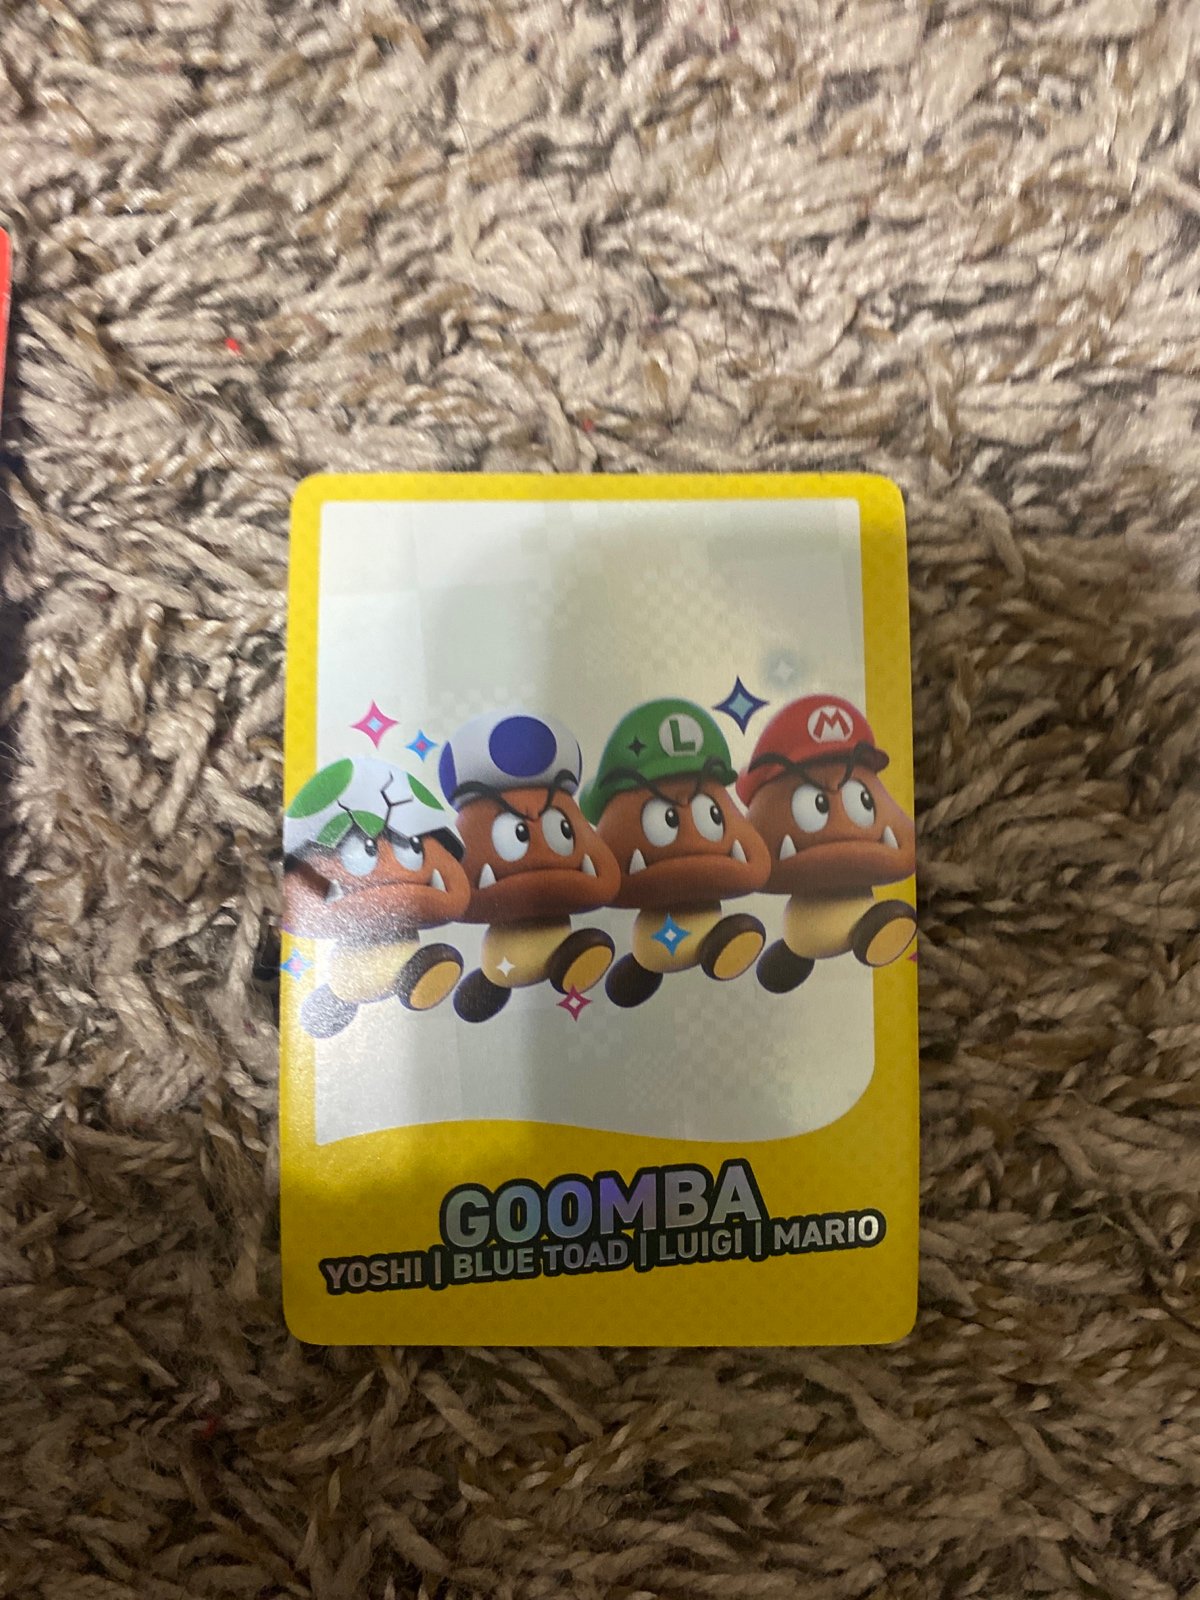 L
M
GOOMBA
YOSHI | BLUE TOAD | LUIGI | MARIO